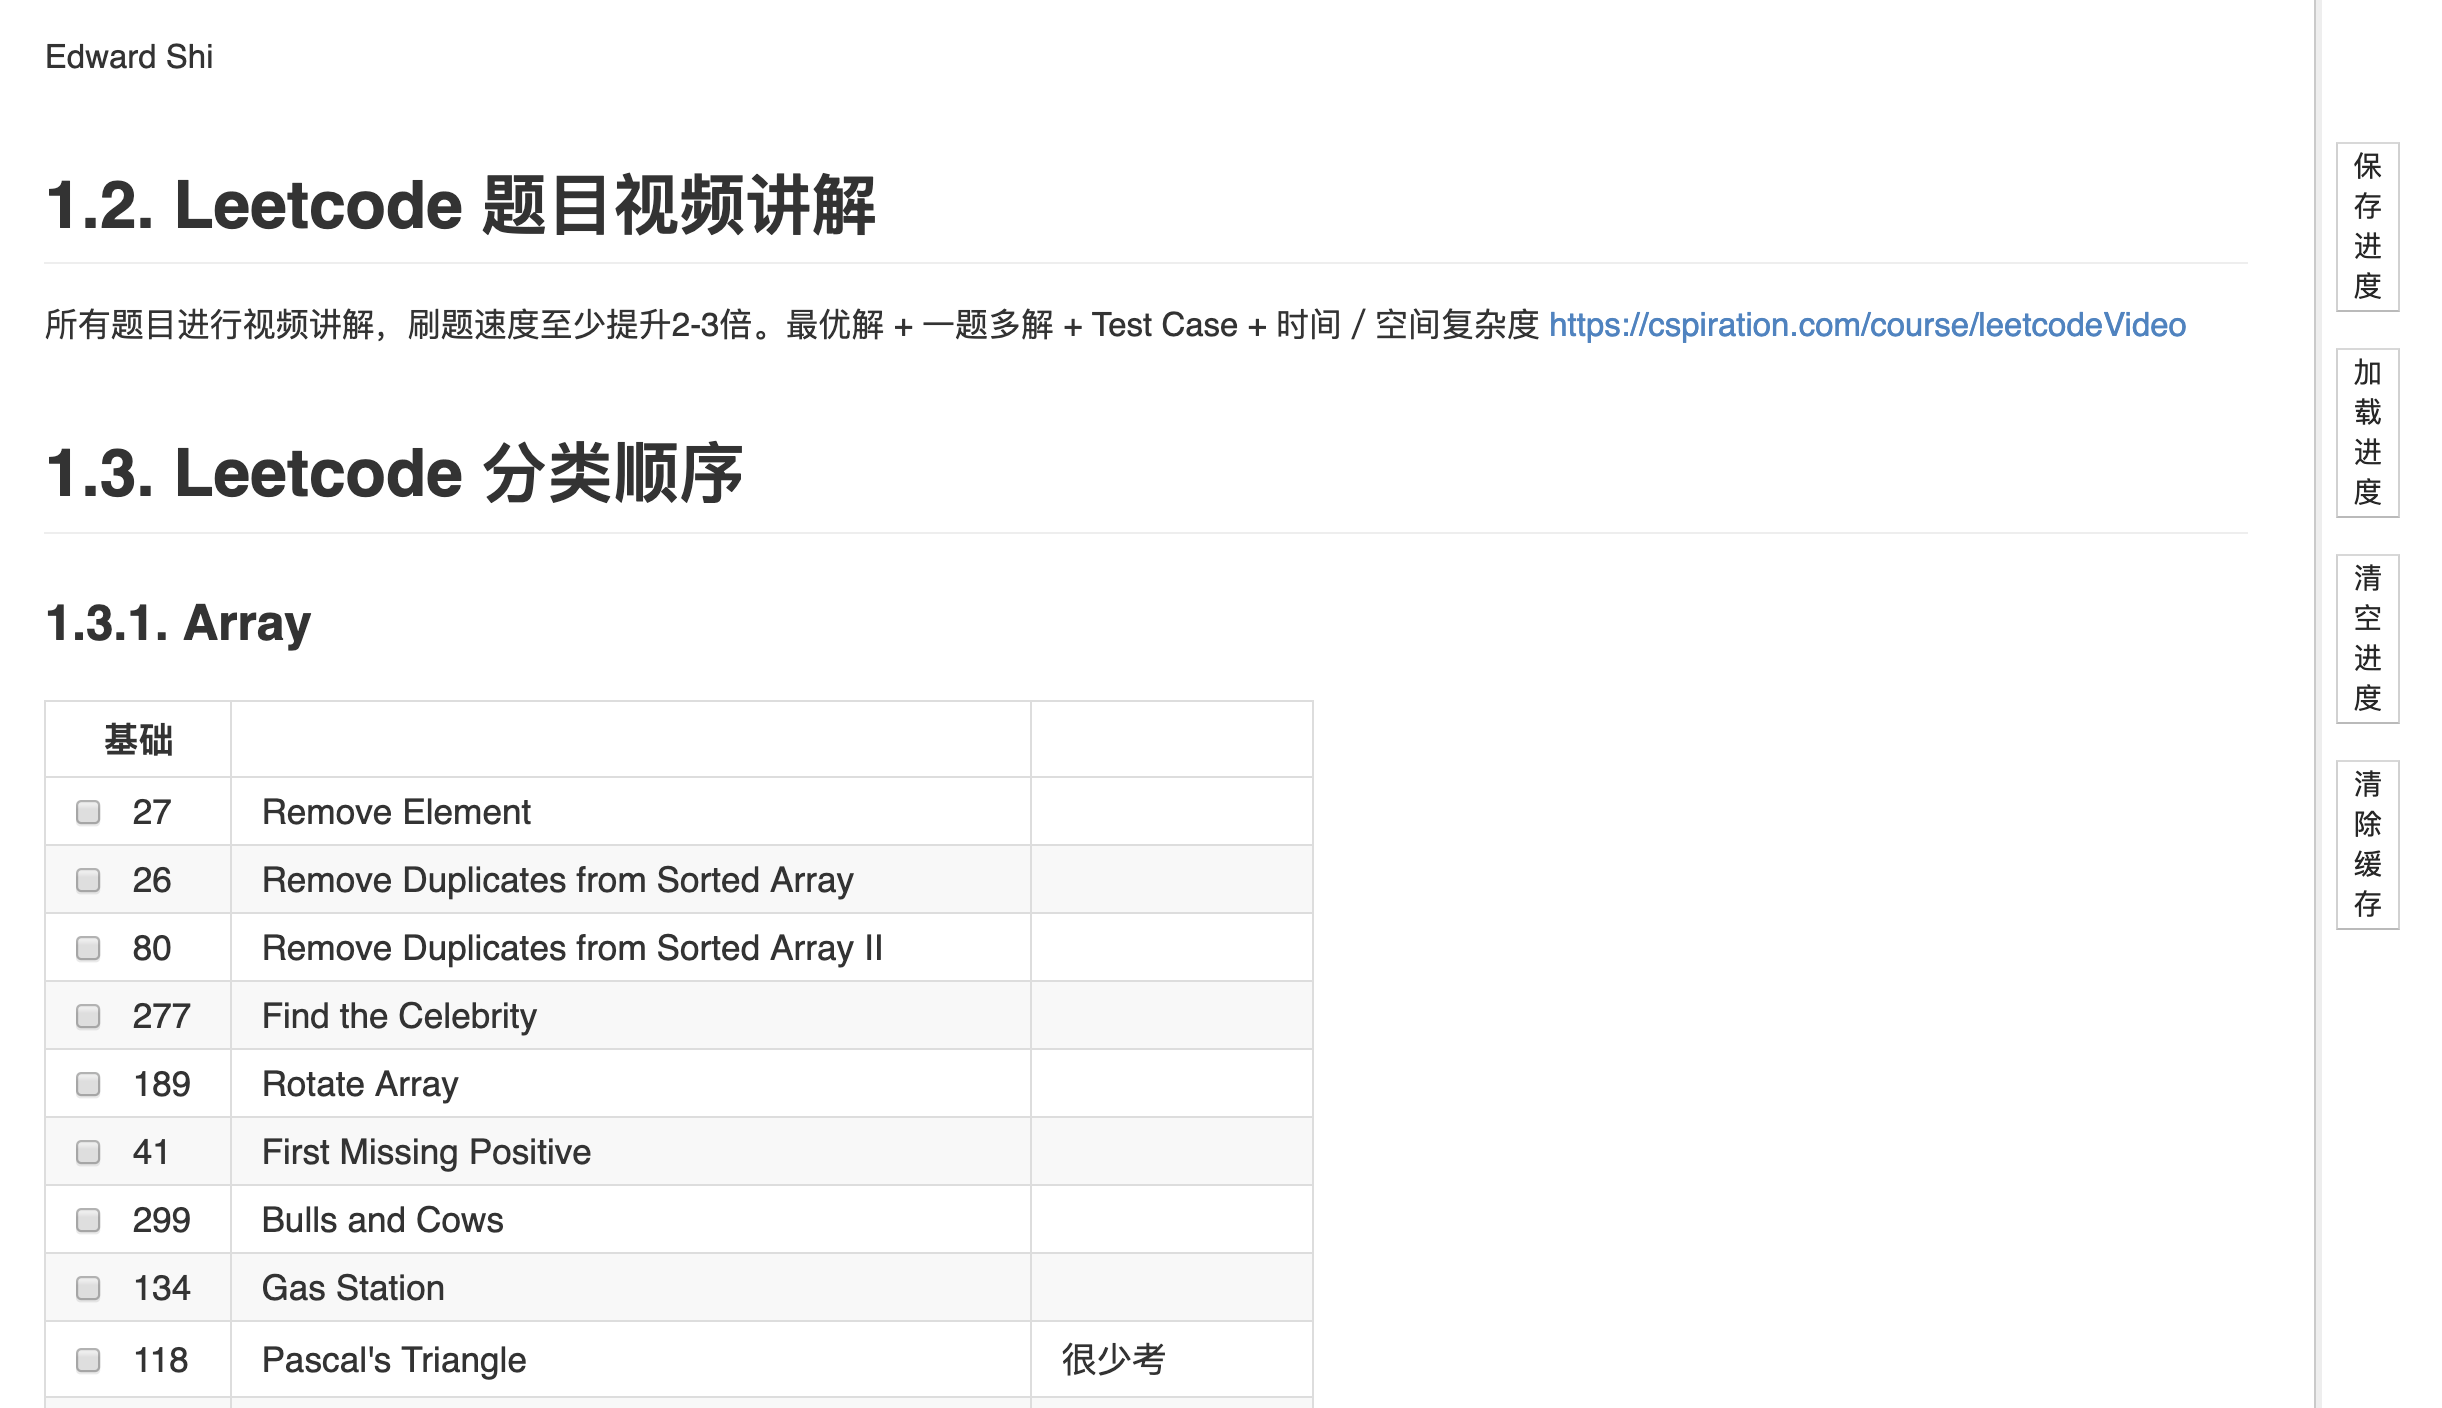 Edward Shi
1.2. Leetcode 题目视频讲解
所有题目进行视频讲解，刷题速度至少提升2-3倍。最优解 + 一题多解 + Test Case + 时间 / 空间复杂度 https://cspiration.com/course/leetcodeVideo
1.3. Leetcode 分类顺序
1.3.1. Array
基础
27 Remove Element
26 Remove Duplicates from Sorted Array
80 Remove Duplicates from Sorted Array II
277 Find the Celebrity
189 Rotate Array
41 First Missing Positive
299 Bulls and Cows
134 Gas Station
118 Pascal's Triangle 很少考
保存进度
加载进度
清空进度
清除缓存